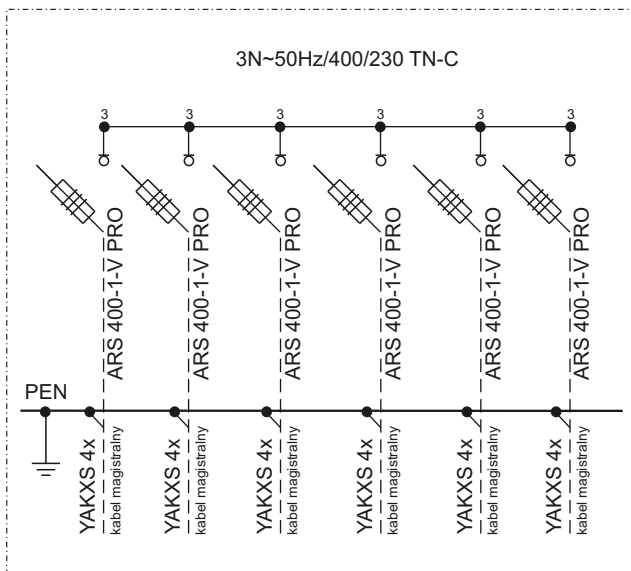 3N~50Hz/400/230 TN-C
3
3
3
3
3
3
ARS 400-1-V PRO
ARS 400-1-V PRO
ARS 400-1-V PRO
ARS 400-1-V PRO
ARS 400-1-V PRO
ARS 400-1-V PRO
PEN
YAKXS 4x
kabel magistralny
YAKXS 4x
kabel magistralny
YAKXS 4x
kabel magistralny
YAKXS 4x
kabel magistralny
YAKXS 4x
kabel magistralny
YAKXS 4x
kabel magistralny